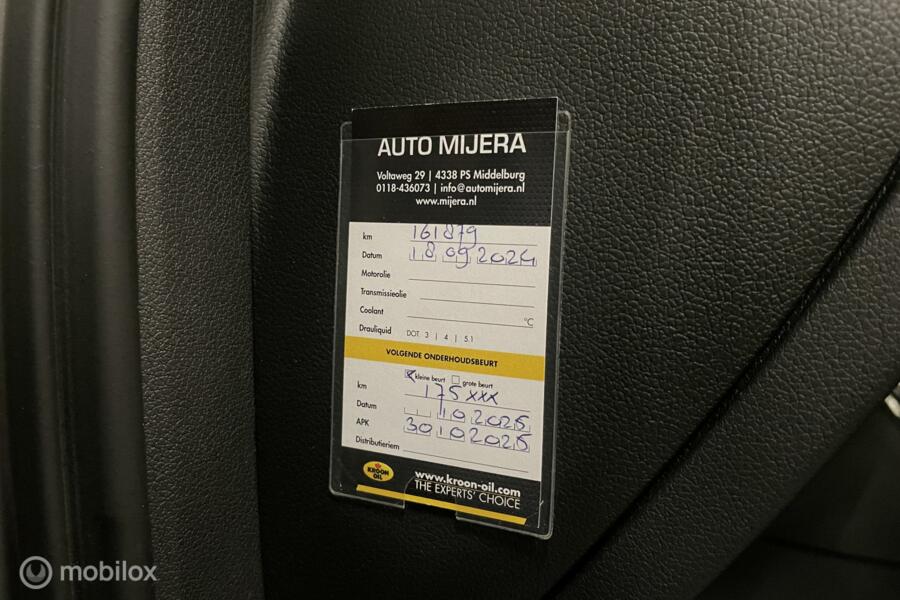 AUTO MIJERA
Voltaweg 29 | 4338 PS Middelburg
0118-436073 | info@automijera.nl
www.mijera.nl
km 161879
Datum 18 09 2024
Motorolie
Transmissieolie
Coolant °C
Drauliquid DOT 3 | 4 | 5.1
VOLGENDE ONDERHOUDSBEURT
kleine beurt grote beurt
km 175xxx
Datum 10 2025
APK 30 10 2025
Distributieriem
KROON OIL
www.kroon-oil.com
THE EXPERTS' CHOICE
mobilox